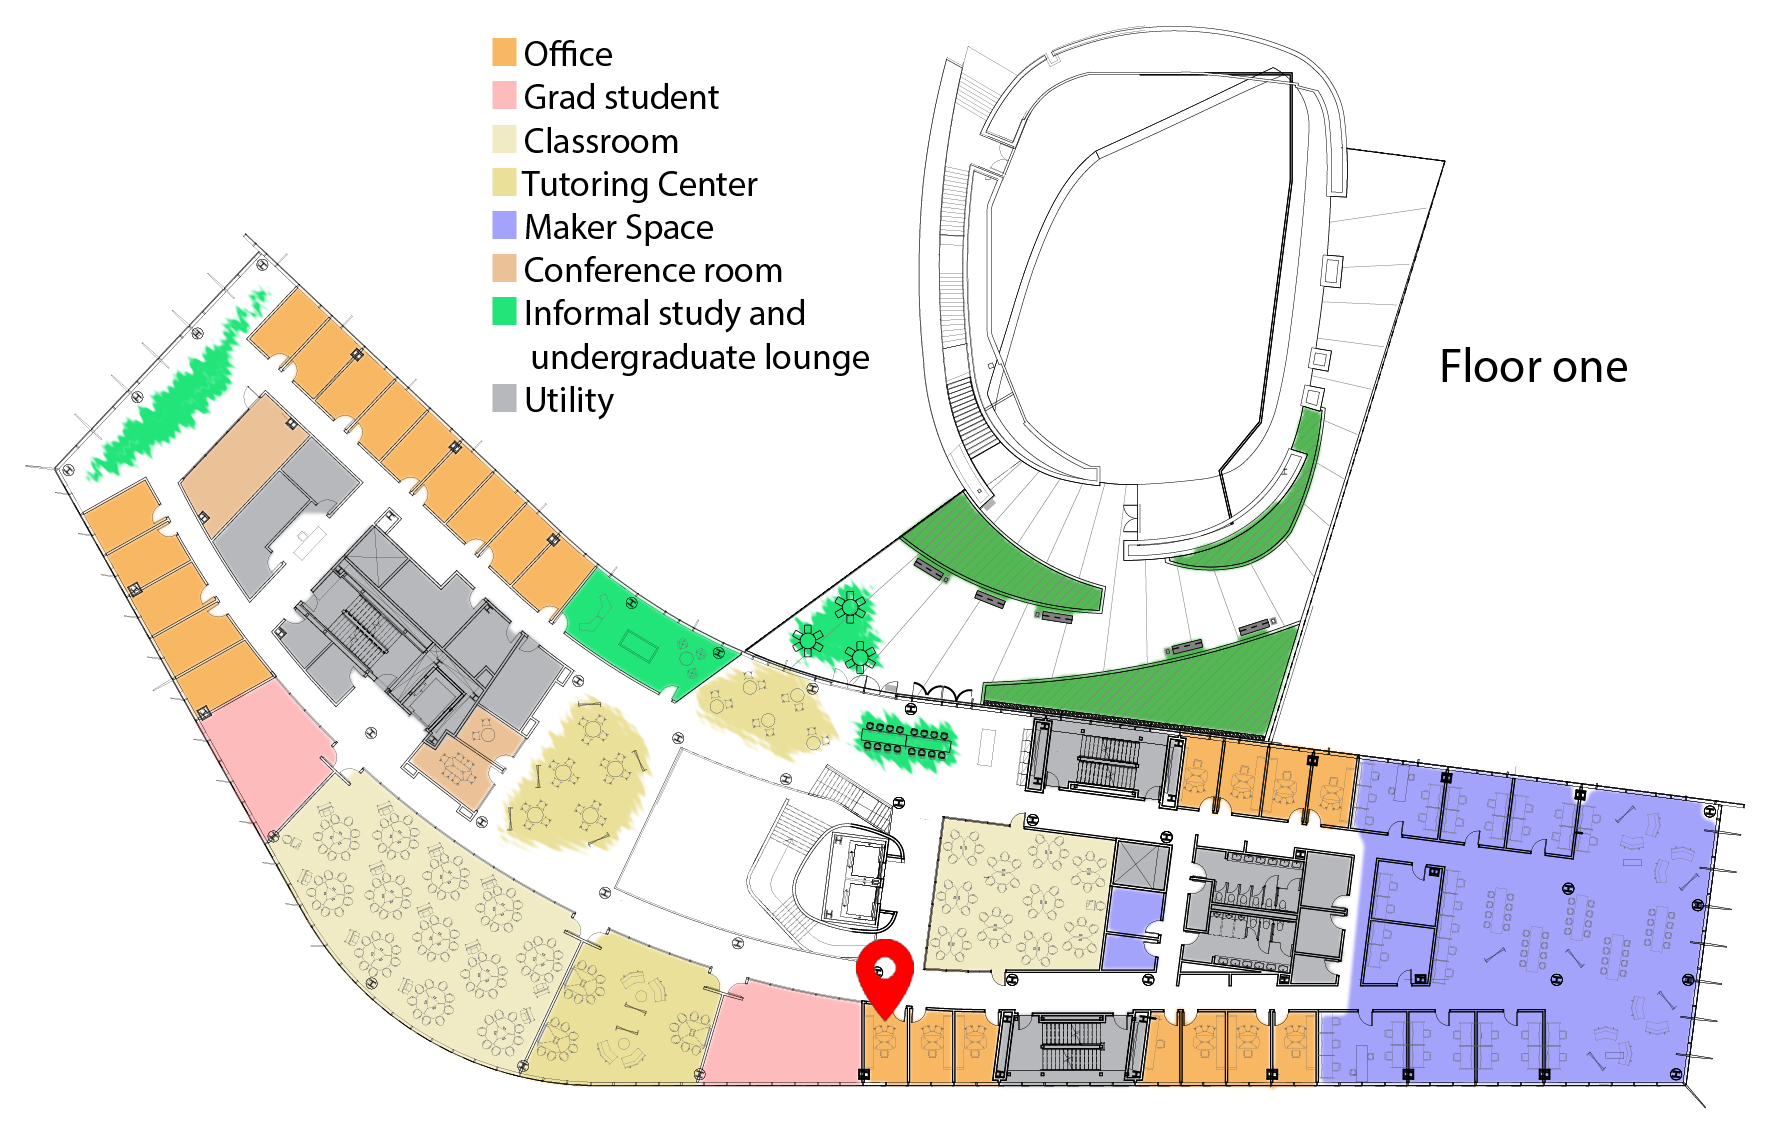 Office
Grad student
Classroom
Tutoring Center
Maker Space
Conference room
Informal study and
undergraduate lounge
Utility
Floor one